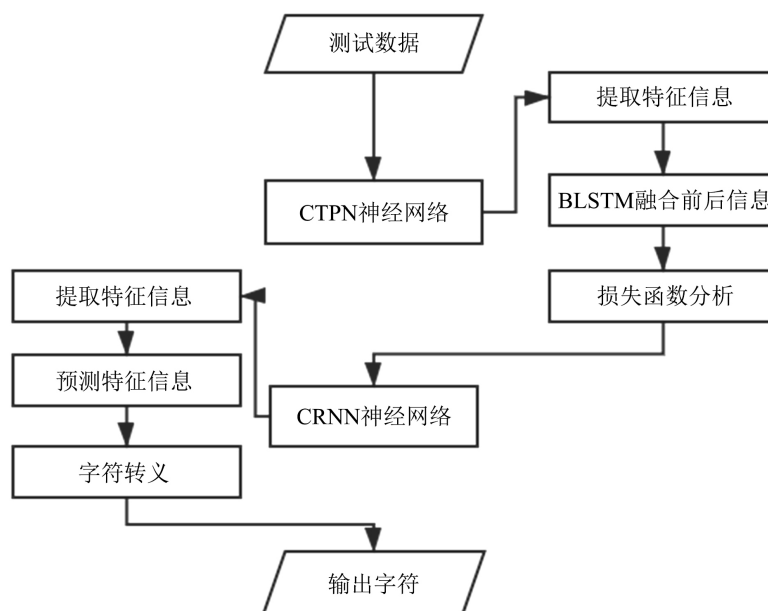 测试数据
提取特征信息
CTPN神经网络
BLSTM融合前后信息
损失函数分析
提取特征信息
预测特征信息
CRNN神经网络
字符转义
输出字符